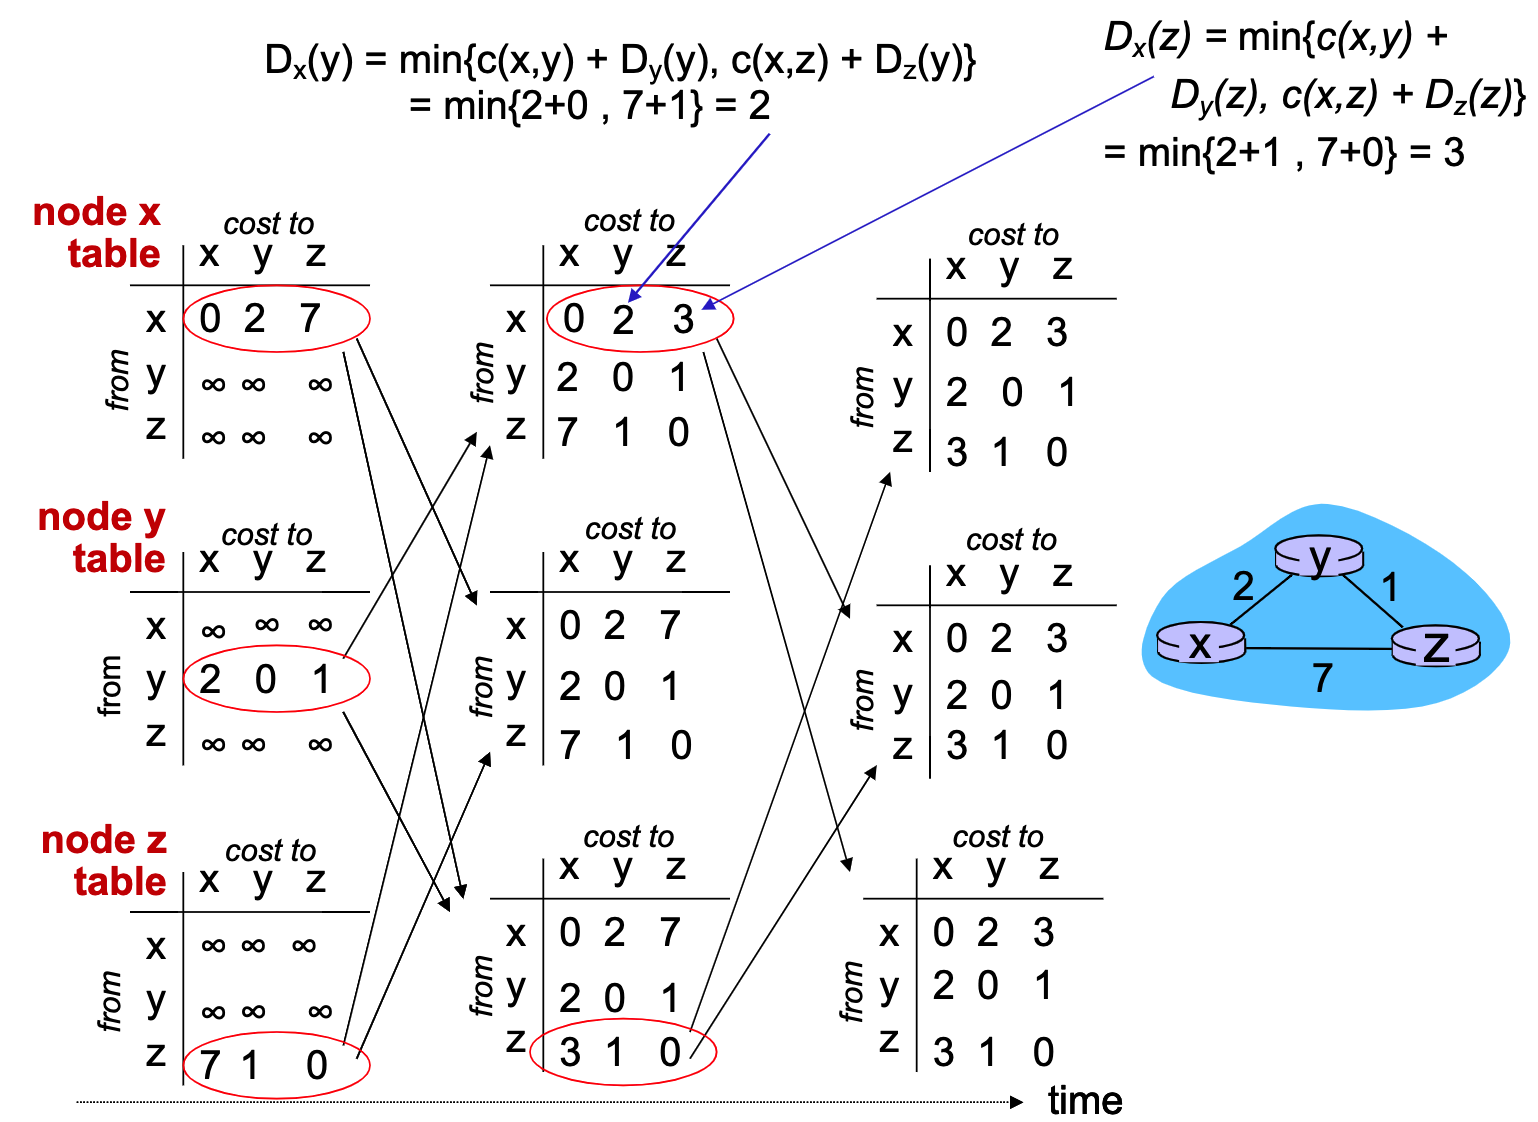 Dx(y) = min{c(x,y) + Dy(y), c(x,z) + Dz(y)}
= min{2+0 , 7+1} = 2
Dx(z) = min{c(x,y) +
Dy(z), c(x,z) + Dz(z)}
= min{2+1 , 7+0} = 3
node x
table
cost to
x y z
from
x 0 2 7
y ∞ ∞ ∞
z ∞ ∞ ∞
cost to
x y z
from
x 0 2 3
y 2 0 1
z 7 1 0
cost to
x y z
from
x 0 2 3
y 2 0 1
z 3 1 0
node y
table
cost to
x y z
from
x ∞ ∞ ∞
y 2 0 1
z ∞ ∞ ∞
cost to
x y z
from
x 0 2 7
y 2 0 1
z 7 1 0
cost to
x y z
from
x 0 2 3
y 2 0 1
z 3 1 0
y
2
1
x
z
7
node z
table
cost to
x y z
from
x ∞ ∞ ∞
y ∞ ∞ ∞
z 7 1 0
cost to
x y z
from
x 0 2 7
y 2 0 1
z 3 1 0
cost to
x y z
from
x 0 2 3
y 2 0 1
z 3 1 0
time